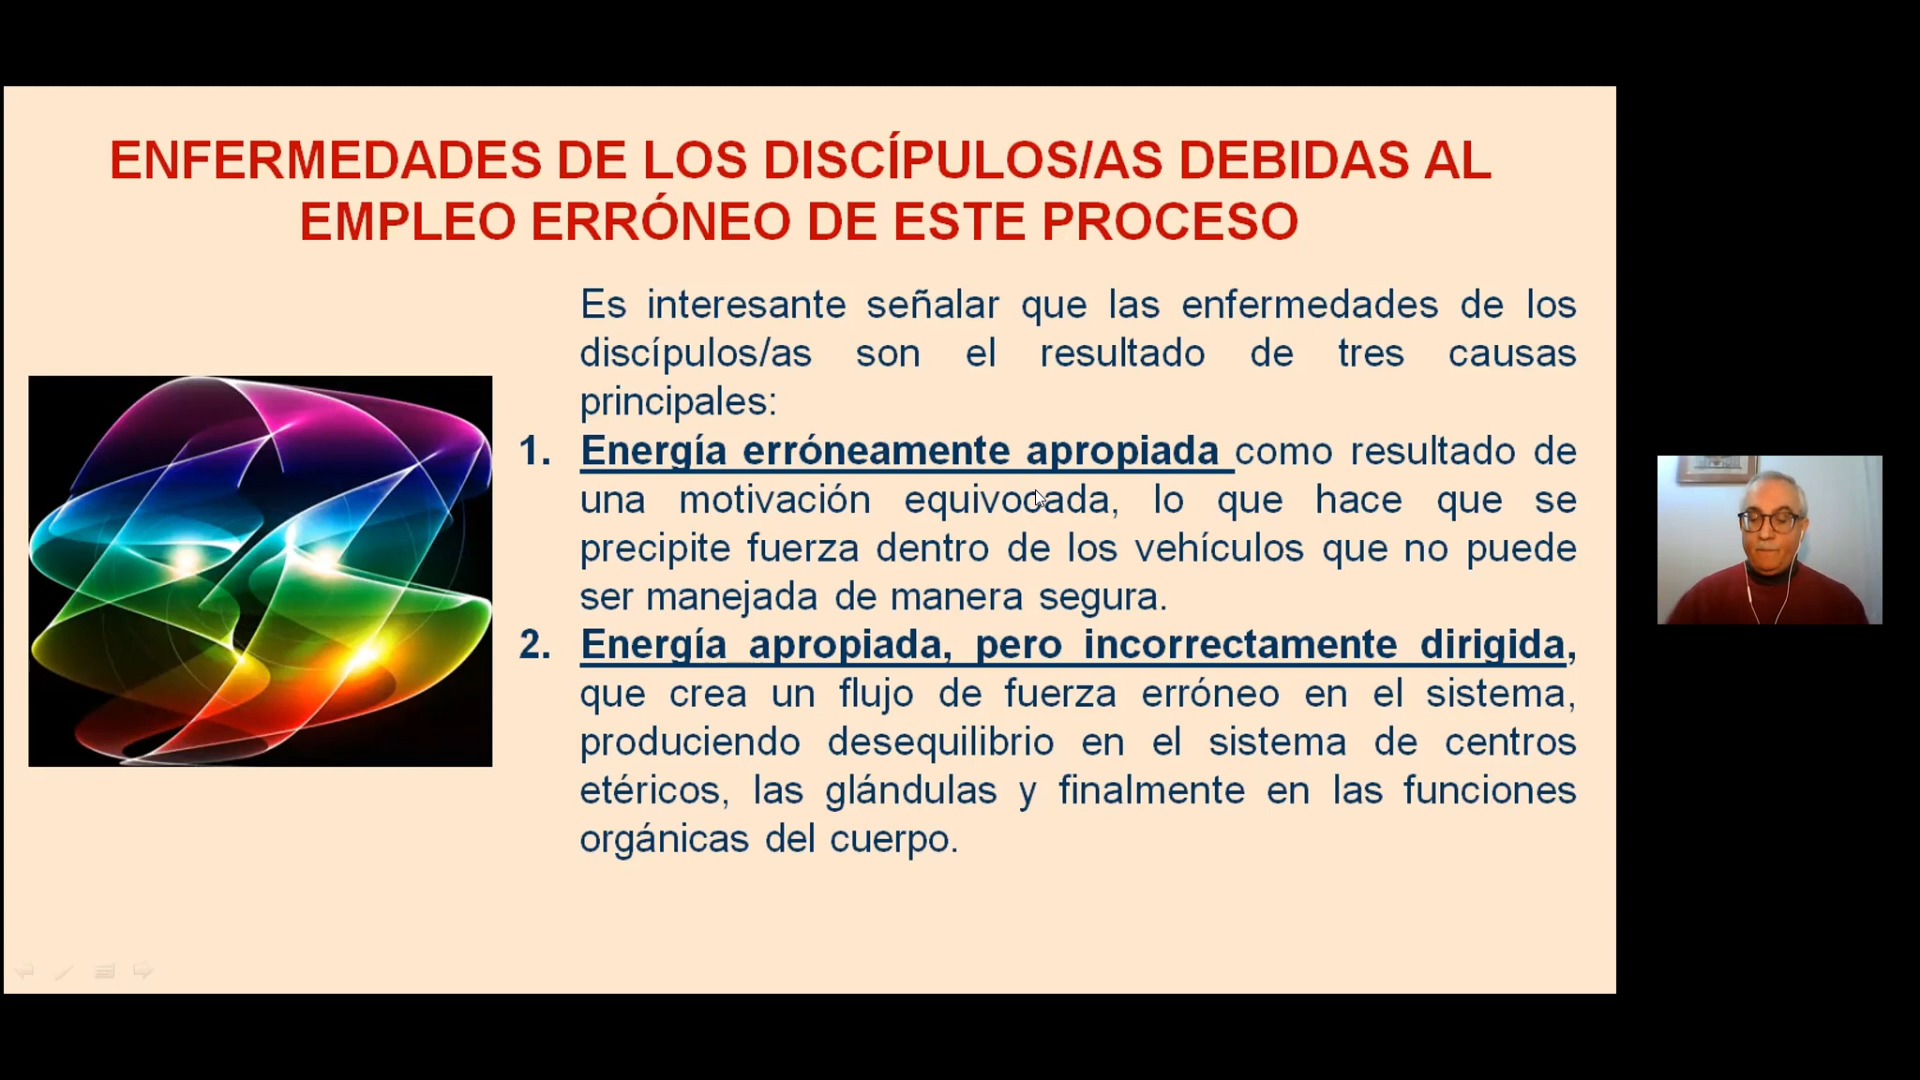 ENFERMEDADES DE LOS DISCÍPULOS/AS DEBIDAS AL
EMPLEO ERRÓNEO DE ESTE PROCESO
Es interesante señalar que las enfermedades de los
discípulos/as son el resultado de tres causas
principales:
1. Energía erróneamente apropiada como resultado de
una motivación equivocada, lo que hace que se
precipite fuerza dentro de los vehículos que no puede
ser manejada de manera segura.
2. Energía apropiada, pero incorrectamente dirigida,
que crea un flujo de fuerza erróneo en el sistema,
produciendo desequilibrio en el sistema de centros
etéricos, las glándulas y finalmente en las funciones
orgánicas del cuerpo.